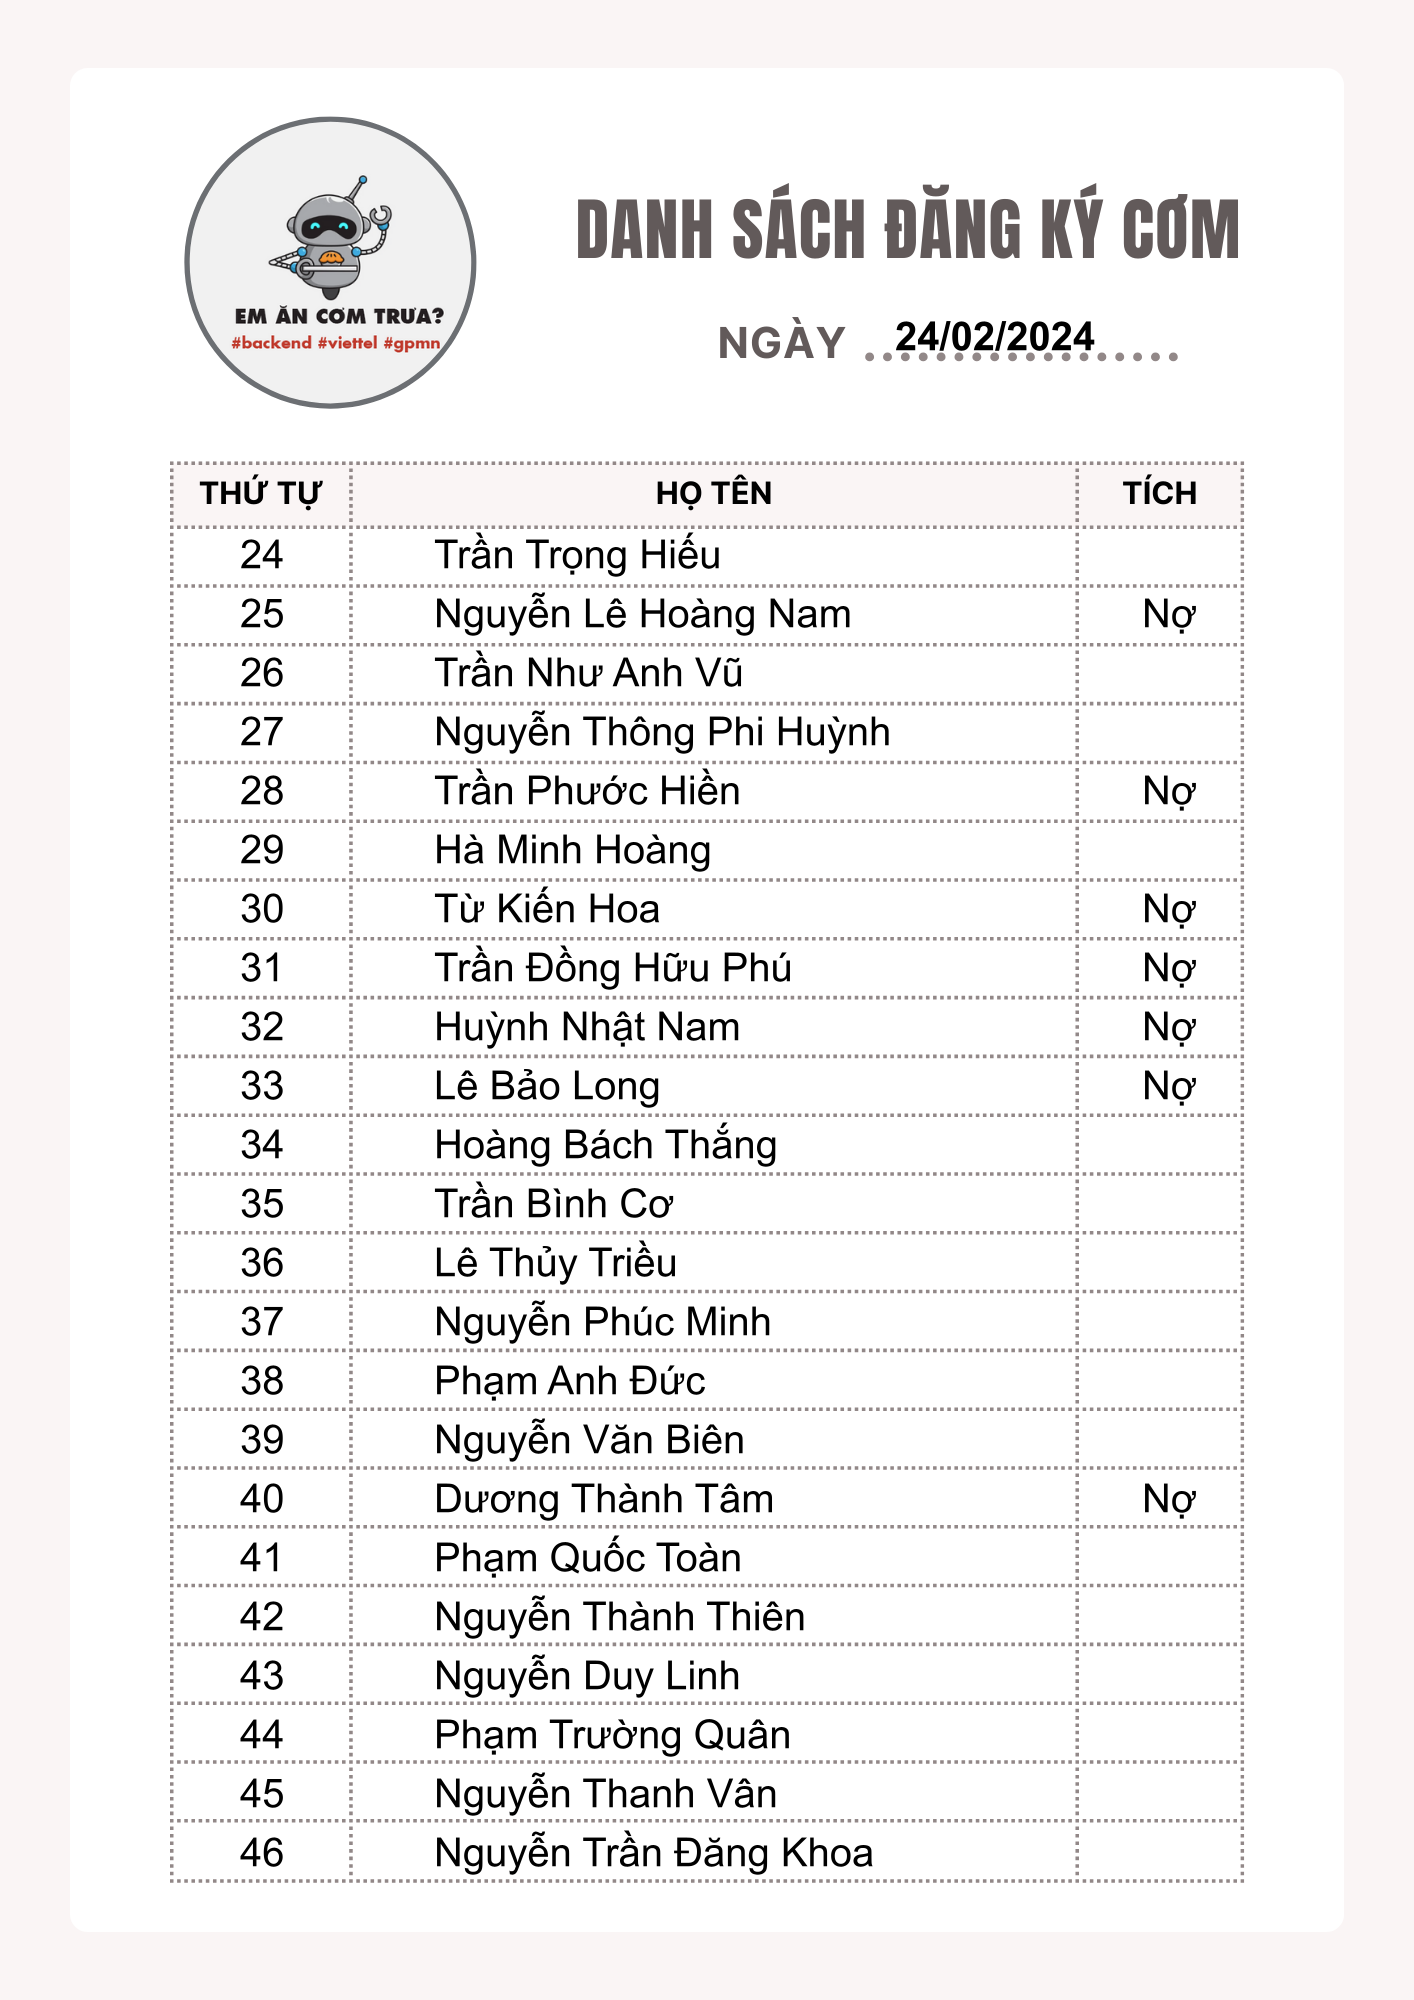 EM ĂN CƠM TRƯA?
#backend #viettel #gpmn
DANH SÁCH ĐĂNG KÝ CƠM
NGÀY 24/02/2024
THỨ TỰ HỌ TÊN TÍCH
24 Trần Trọng Hiếu
25 Nguyễn Lê Hoàng Nam Nợ
26 Trần Như Anh Vũ
27 Nguyễn Thông Phi Huỳnh
28 Trần Phước Hiền Nợ
29 Hà Minh Hoàng
30 Từ Kiến Hoa Nợ
31 Trần Đồng Hữu Phú Nợ
32 Huỳnh Nhật Nam Nợ
33 Lê Bảo Long Nợ
34 Hoàng Bách Thắng
35 Trần Bình Cơ
36 Lê Thủy Triều
37 Nguyễn Phúc Minh
38 Phạm Anh Đức
39 Nguyễn Văn Biên
40 Dương Thành Tâm Nợ
41 Phạm Quốc Toàn
42 Nguyễn Thành Thiên
43 Nguyễn Duy Linh
44 Phạm Trường Quân
45 Nguyễn Thanh Vân
46 Nguyễn Trần Đăng Khoa